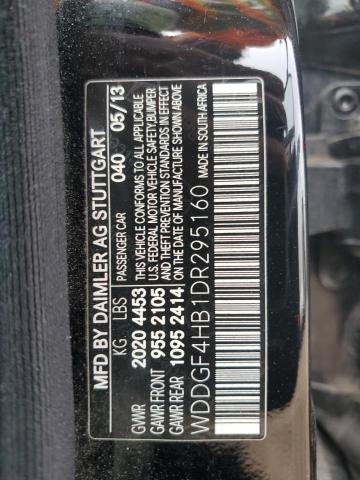 MFD BY DAIMLER AG STUTTGART
KG LBS PASSENGER CAR 040 05/13
GVWR 2020 4453 THIS VEHICLE CONFORMS TO ALL APPLICABLE
GAWR FRONT 955 2105 U.S. FEDERAL MOTOR VEHICLE SAFETY,BUMPER,
GAWR REAR 1095 2414 AND THEFT PREVENTION STANDARDS IN EFFECT
ON THE DATE OF MANUFACTURE SHOWN ABOVE
WDDGF4HB1DR295160 MADE IN SOUTH AFRICA